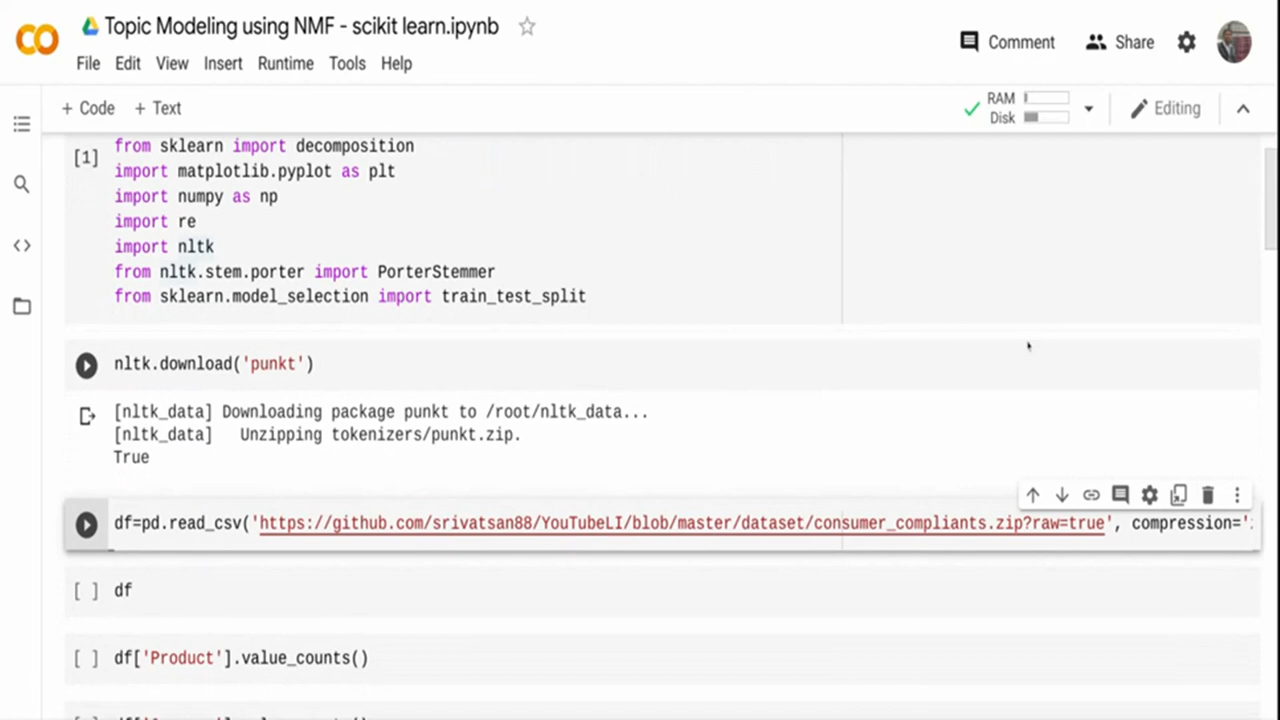 Topic Modeling using NMF - scikit learn.ipynb
Comment
Share
File Edit View Insert Runtime Tools Help
+ Code + Text
RAM
Disk
Editing
[1]
from sklearn import decomposition
import matplotlib.pyplot as plt
import numpy as np
import re
import nltk
from nltk.stem.porter import PorterStemmer
from sklearn.model_selection import train_test_split
nltk.download('punkt')
[nltk_data] Downloading package punkt to /root/nltk_data...
[nltk_data]   Unzipping tokenizers/punkt.zip.
True
df=pd.read_csv('https://github.com/srivatsan88/YouTubeLI/blob/master/dataset/consumer_compliants.zip?raw=true', compression='
[ ] df
[ ] df['Product'].value_counts()